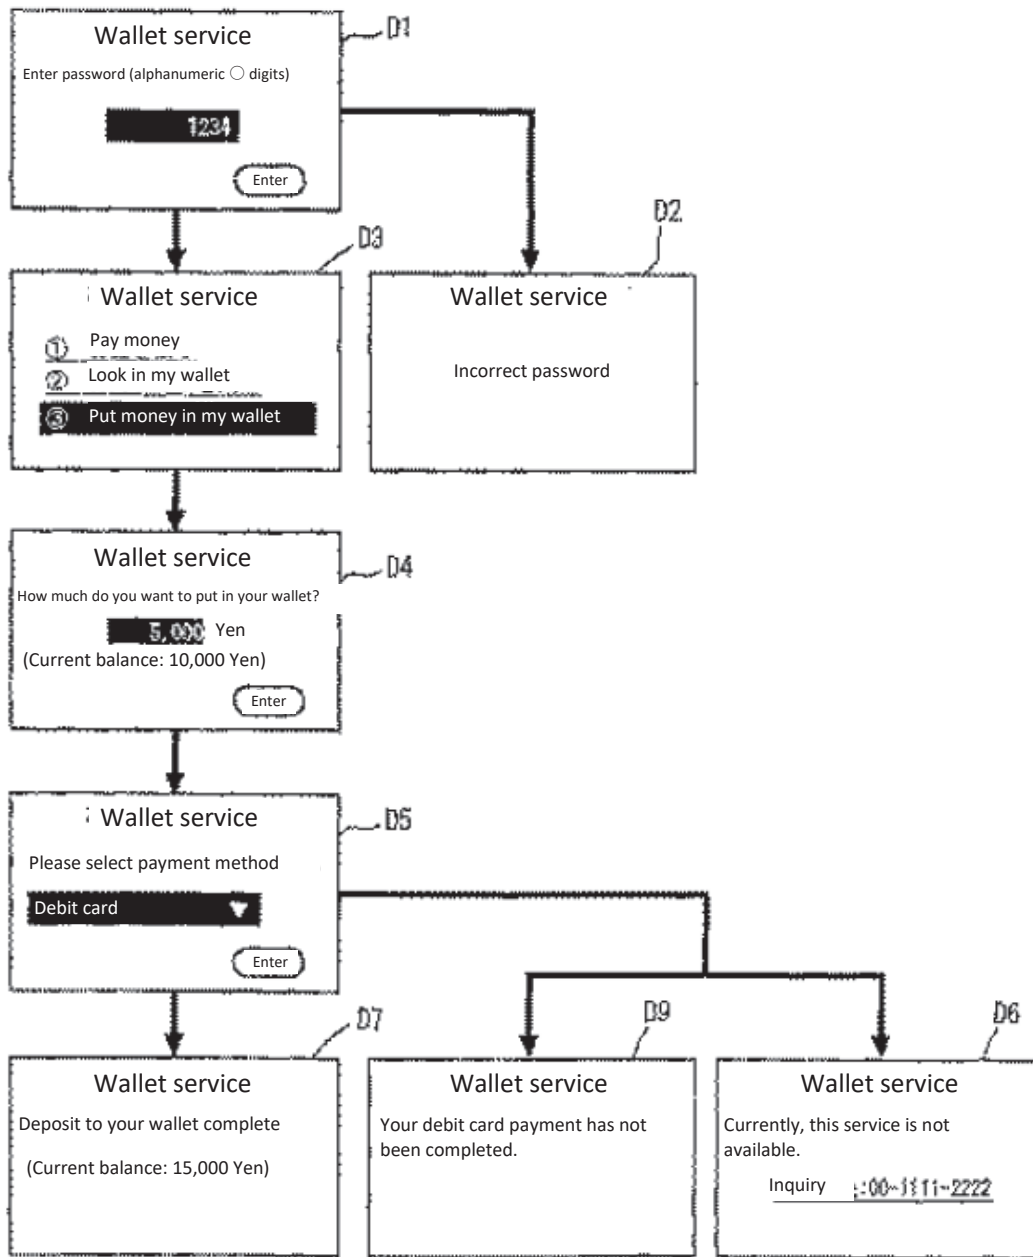 D1
Wallet service
Enter password (alphanumeric ○ digits)
1234
Enter
D3
Wallet service
① Pay money
② Look in my wallet
③ Put money in my wallet
D2
Wallet service
Incorrect password
D4
Wallet service
How much do you want to put in your wallet?
5,000 Yen
(Current balance: 10,000 Yen)
Enter
D5
Wallet service
Please select payment method
Debit card ▼
Enter
D7
Wallet service
Deposit to your wallet complete
(Current balance: 15,000 Yen)
D9
Wallet service
Your debit card payment has not
been completed.
D6
Wallet service
Currently, this service is not
available.
Inquiry